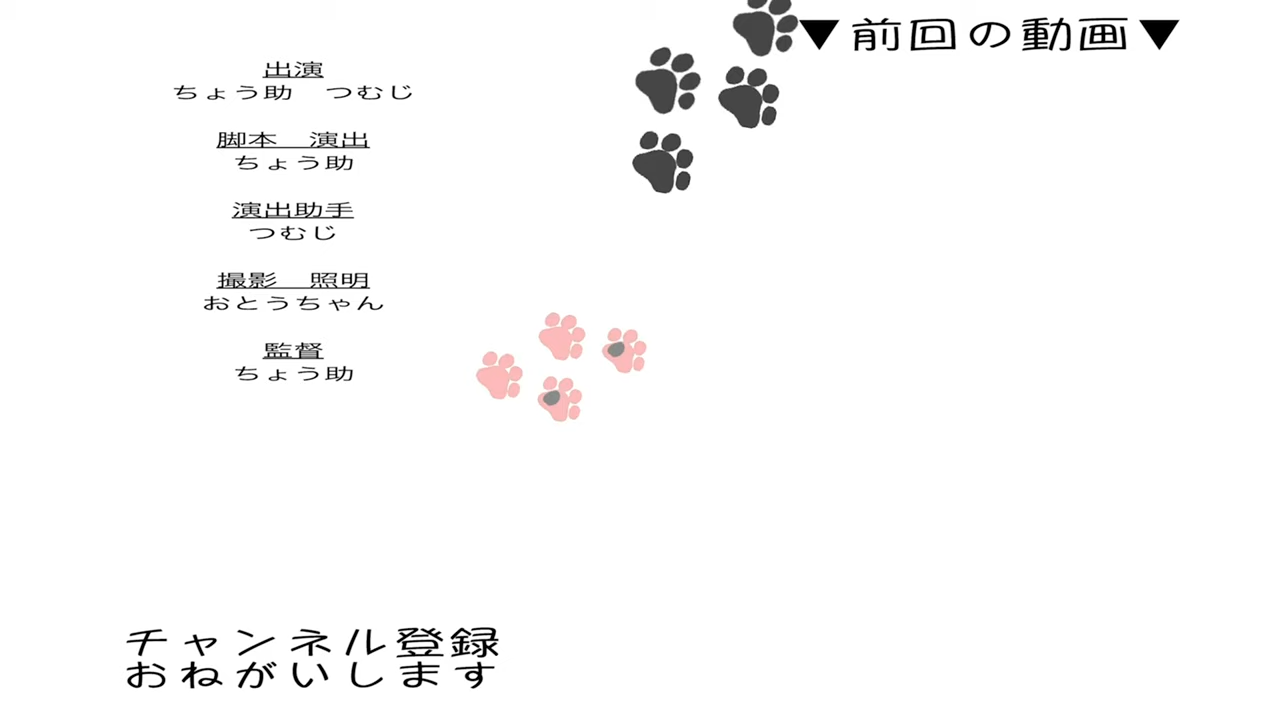 ▼前回の動画▼
出演
ちょう助　つむじ
脚本　演出
ちょう助
演出助手
つむじ
撮影　照明
おとうちゃん
監督
ちょう助
チャンネル登録
おねがいします